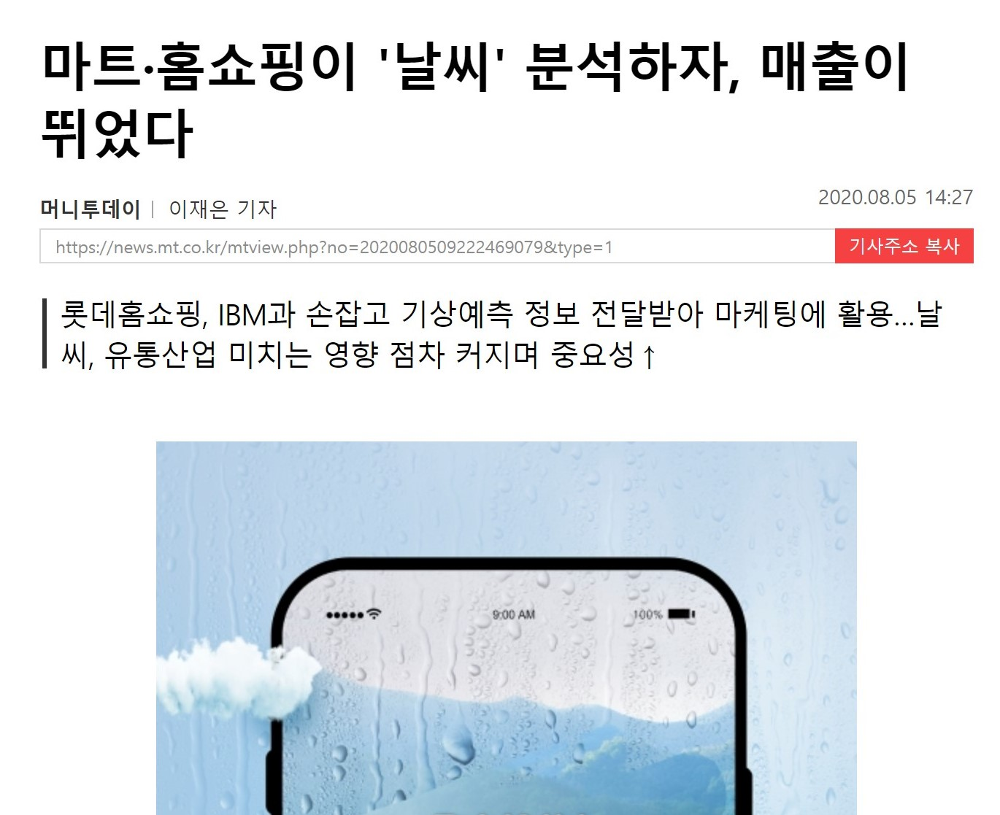 마트·홈쇼핑이 '날씨' 분석하자, 매출이
뛰었다
머니투데이 | 이재은 기자
2020.08.05 14:27
https://news.mt.co.kr/mtview.php?no=2020080509222469079&type=1
기사주소 복사
롯데홈쇼핑, IBM과 손잡고 기상예측 정보 전달받아 마케팅에 활용...날
씨, 유통산업 미치는 영향 점차 커지며 중요성↑
9:00 AM
100%